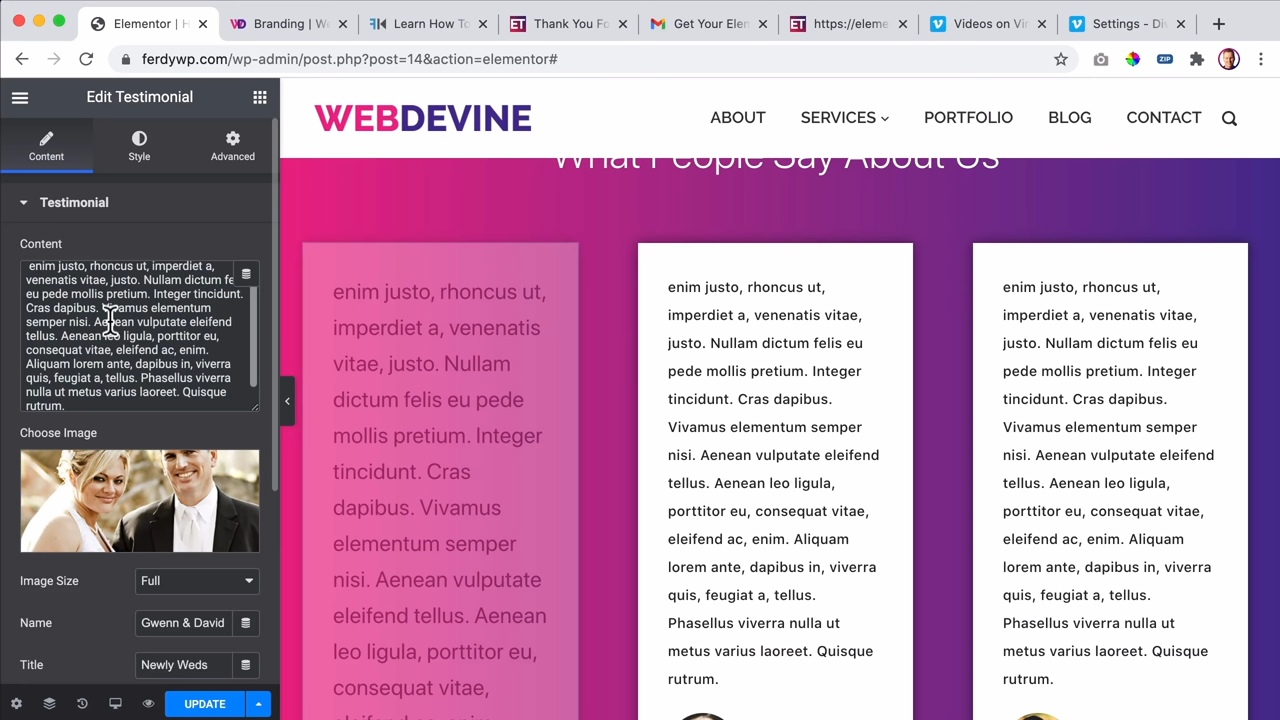 Elementor | H
Branding | We
Learn How To
Thank You Fo
Get Your Elen
https://eleme
Videos on Vir
Settings - Div
ferdywp.com/wp-admin/post.php?post=14&action=elementor#
ZIP
Edit Testimonial
Content
Style
Advanced
Testimonial
Content
enim justo, rhoncus ut, imperdiet a,
venenatis vitae, justo. Nullam dictum fe
eu pede mollis pretium. Integer tincidunt.
Cras dapibus. Vivamus elementum
semper nisi. Aenean vulputate eleifend
tellus. Aenean leo ligula, porttitor eu,
consequat vitae, eleifend ac, enim.
Aliquam lorem ante, dapibus in, viverra
quis, feugiat a, tellus. Phasellus viverra
nulla ut metus varius laoreet. Quisque
rutrum.
Choose Image
Image Size
Full
Name
Gwenn & David
Title
Newly Weds
UPDATE
WEBDEVINE
ABOUT
SERVICES
PORTFOLIO
BLOG
CONTACT
What People Say About Us
enim justo, rhoncus ut,
imperdiet a, venenatis
vitae, justo. Nullam
dictum felis eu pede
mollis pretium. Integer
tincidunt. Cras
dapibus. Vivamus
elementum semper
nisi. Aenean vulputate
eleifend tellus. Aenean
leo ligula, porttitor eu,
consequat vitae,
eleifend ac, enim.
enim justo, rhoncus ut,
imperdiet a, venenatis vitae,
justo. Nullam dictum felis eu
pede mollis pretium. Integer
tincidunt. Cras dapibus.
Vivamus elementum semper
nisi. Aenean vulputate eleifend
tellus. Aenean leo ligula,
porttitor eu, consequat vitae,
eleifend ac, enim. Aliquam
lorem ante, dapibus in, viverra
quis, feugiat a, tellus.
Phasellus viverra nulla ut
metus varius laoreet. Quisque
rutrum.
enim justo, rhoncus ut,
imperdiet a, venenatis vitae,
justo. Nullam dictum felis eu
pede mollis pretium. Integer
tincidunt. Cras dapibus.
Vivamus elementum semper
nisi. Aenean vulputate eleifend
tellus. Aenean leo ligula,
porttitor eu, consequat vitae,
eleifend ac, enim. Aliquam
lorem ante, dapibus in, viverra
quis, feugiat a, tellus.
Phasellus viverra nulla ut
metus varius laoreet. Quisque
rutrum.